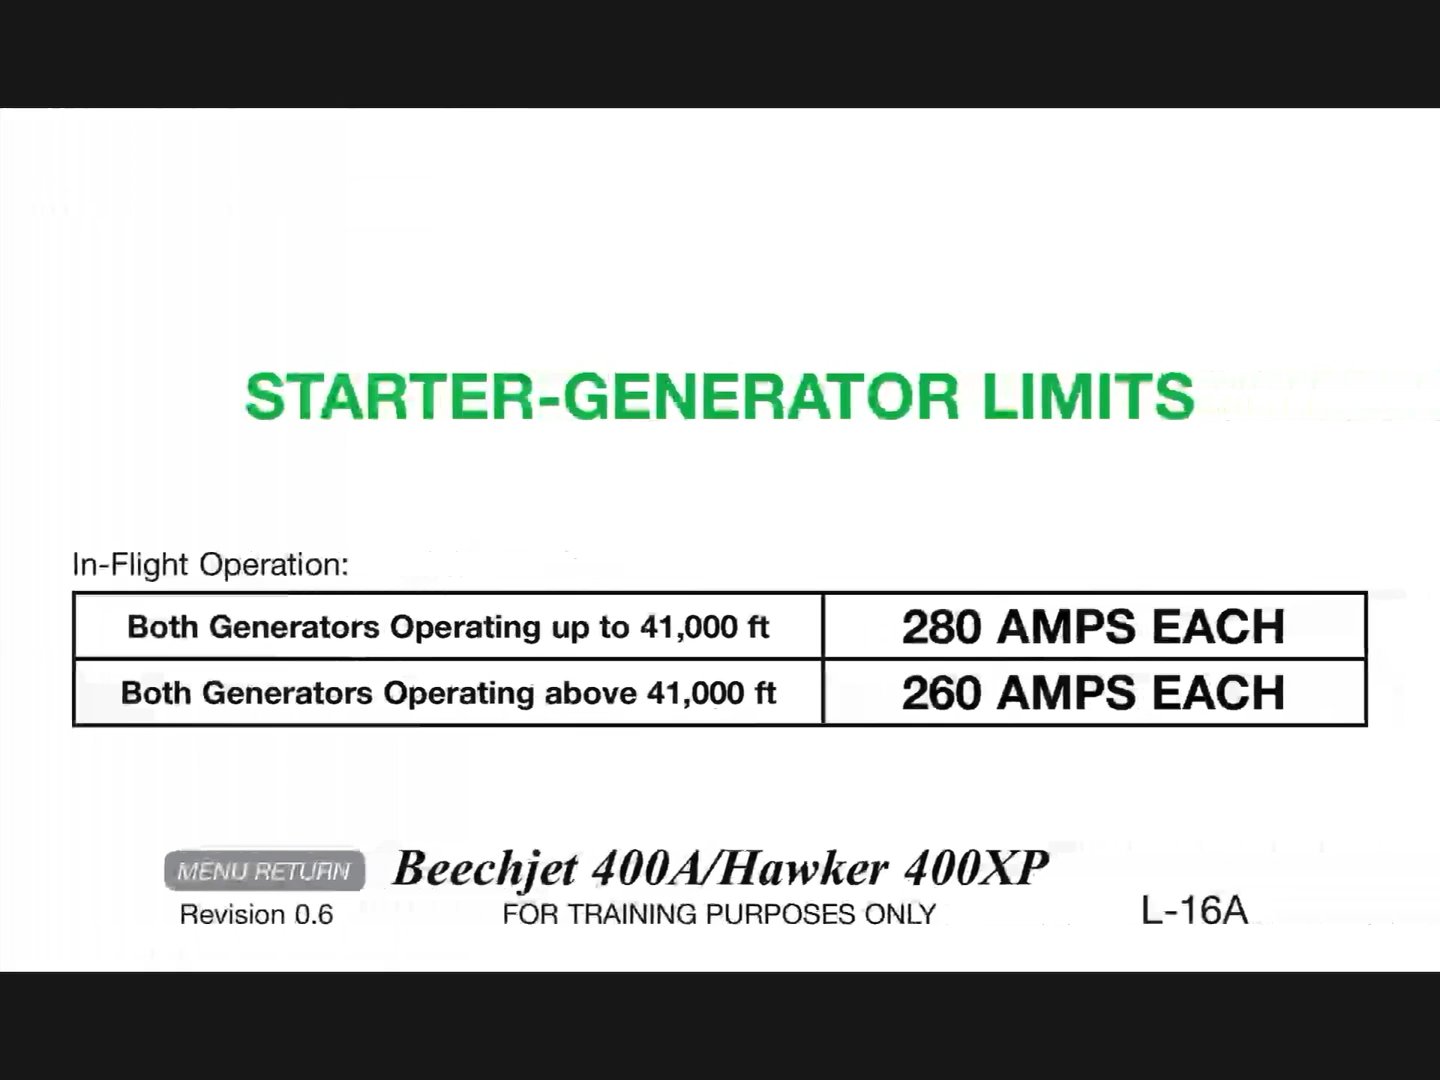 STARTER-GENERATOR LIMITS
In-Flight Operation:
Both Generators Operating up to 41,000 ft 280 AMPS EACH
Both Generators Operating above 41,000 ft 260 AMPS EACH
MENU RETURN Beechjet 400A/Hawker 400XP
Revision 0.6 FOR TRAINING PURPOSES ONLY L-16A